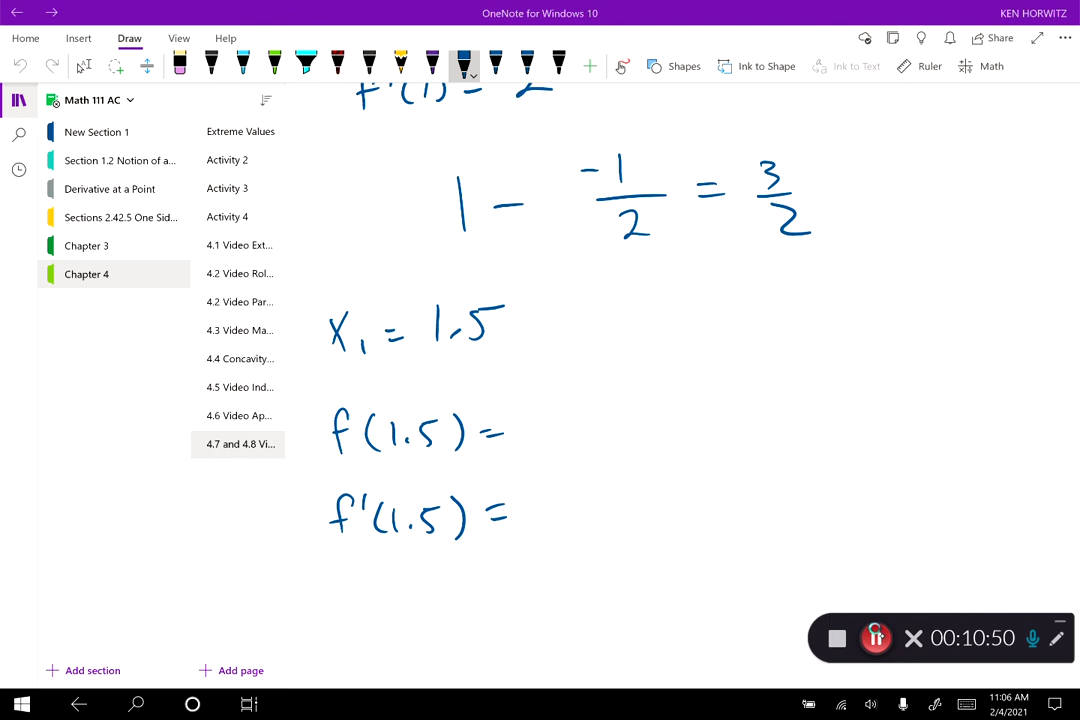 OneNote for Windows 10
KEN HORWITZ
Home Insert Draw View Help
Share
Shapes Ink to Shape Ink to Text Ruler Math
Math 111 AC
New Section 1
Section 1.2 Notion of a...
Derivative at a Point
Sections 2.42.5 One Sid...
Chapter 3
Chapter 4
Add section
Extreme Values
Activity 2
Activity 3
Activity 4
4.1 Video Ext...
4.2 Video Rol...
4.2 Video Par...
4.3 Video Ma...
4.4 Concavity...
4.5 Video Ind...
4.6 Video Ap...
4.7 and 4.8 Vi...
Add page
f'(1) = 2
1 - -1/2 = 3/2
x₁ = 1.5
f(1.5) =
f'(1.5) =
00:10:50
11:06 AM
2/4/2021